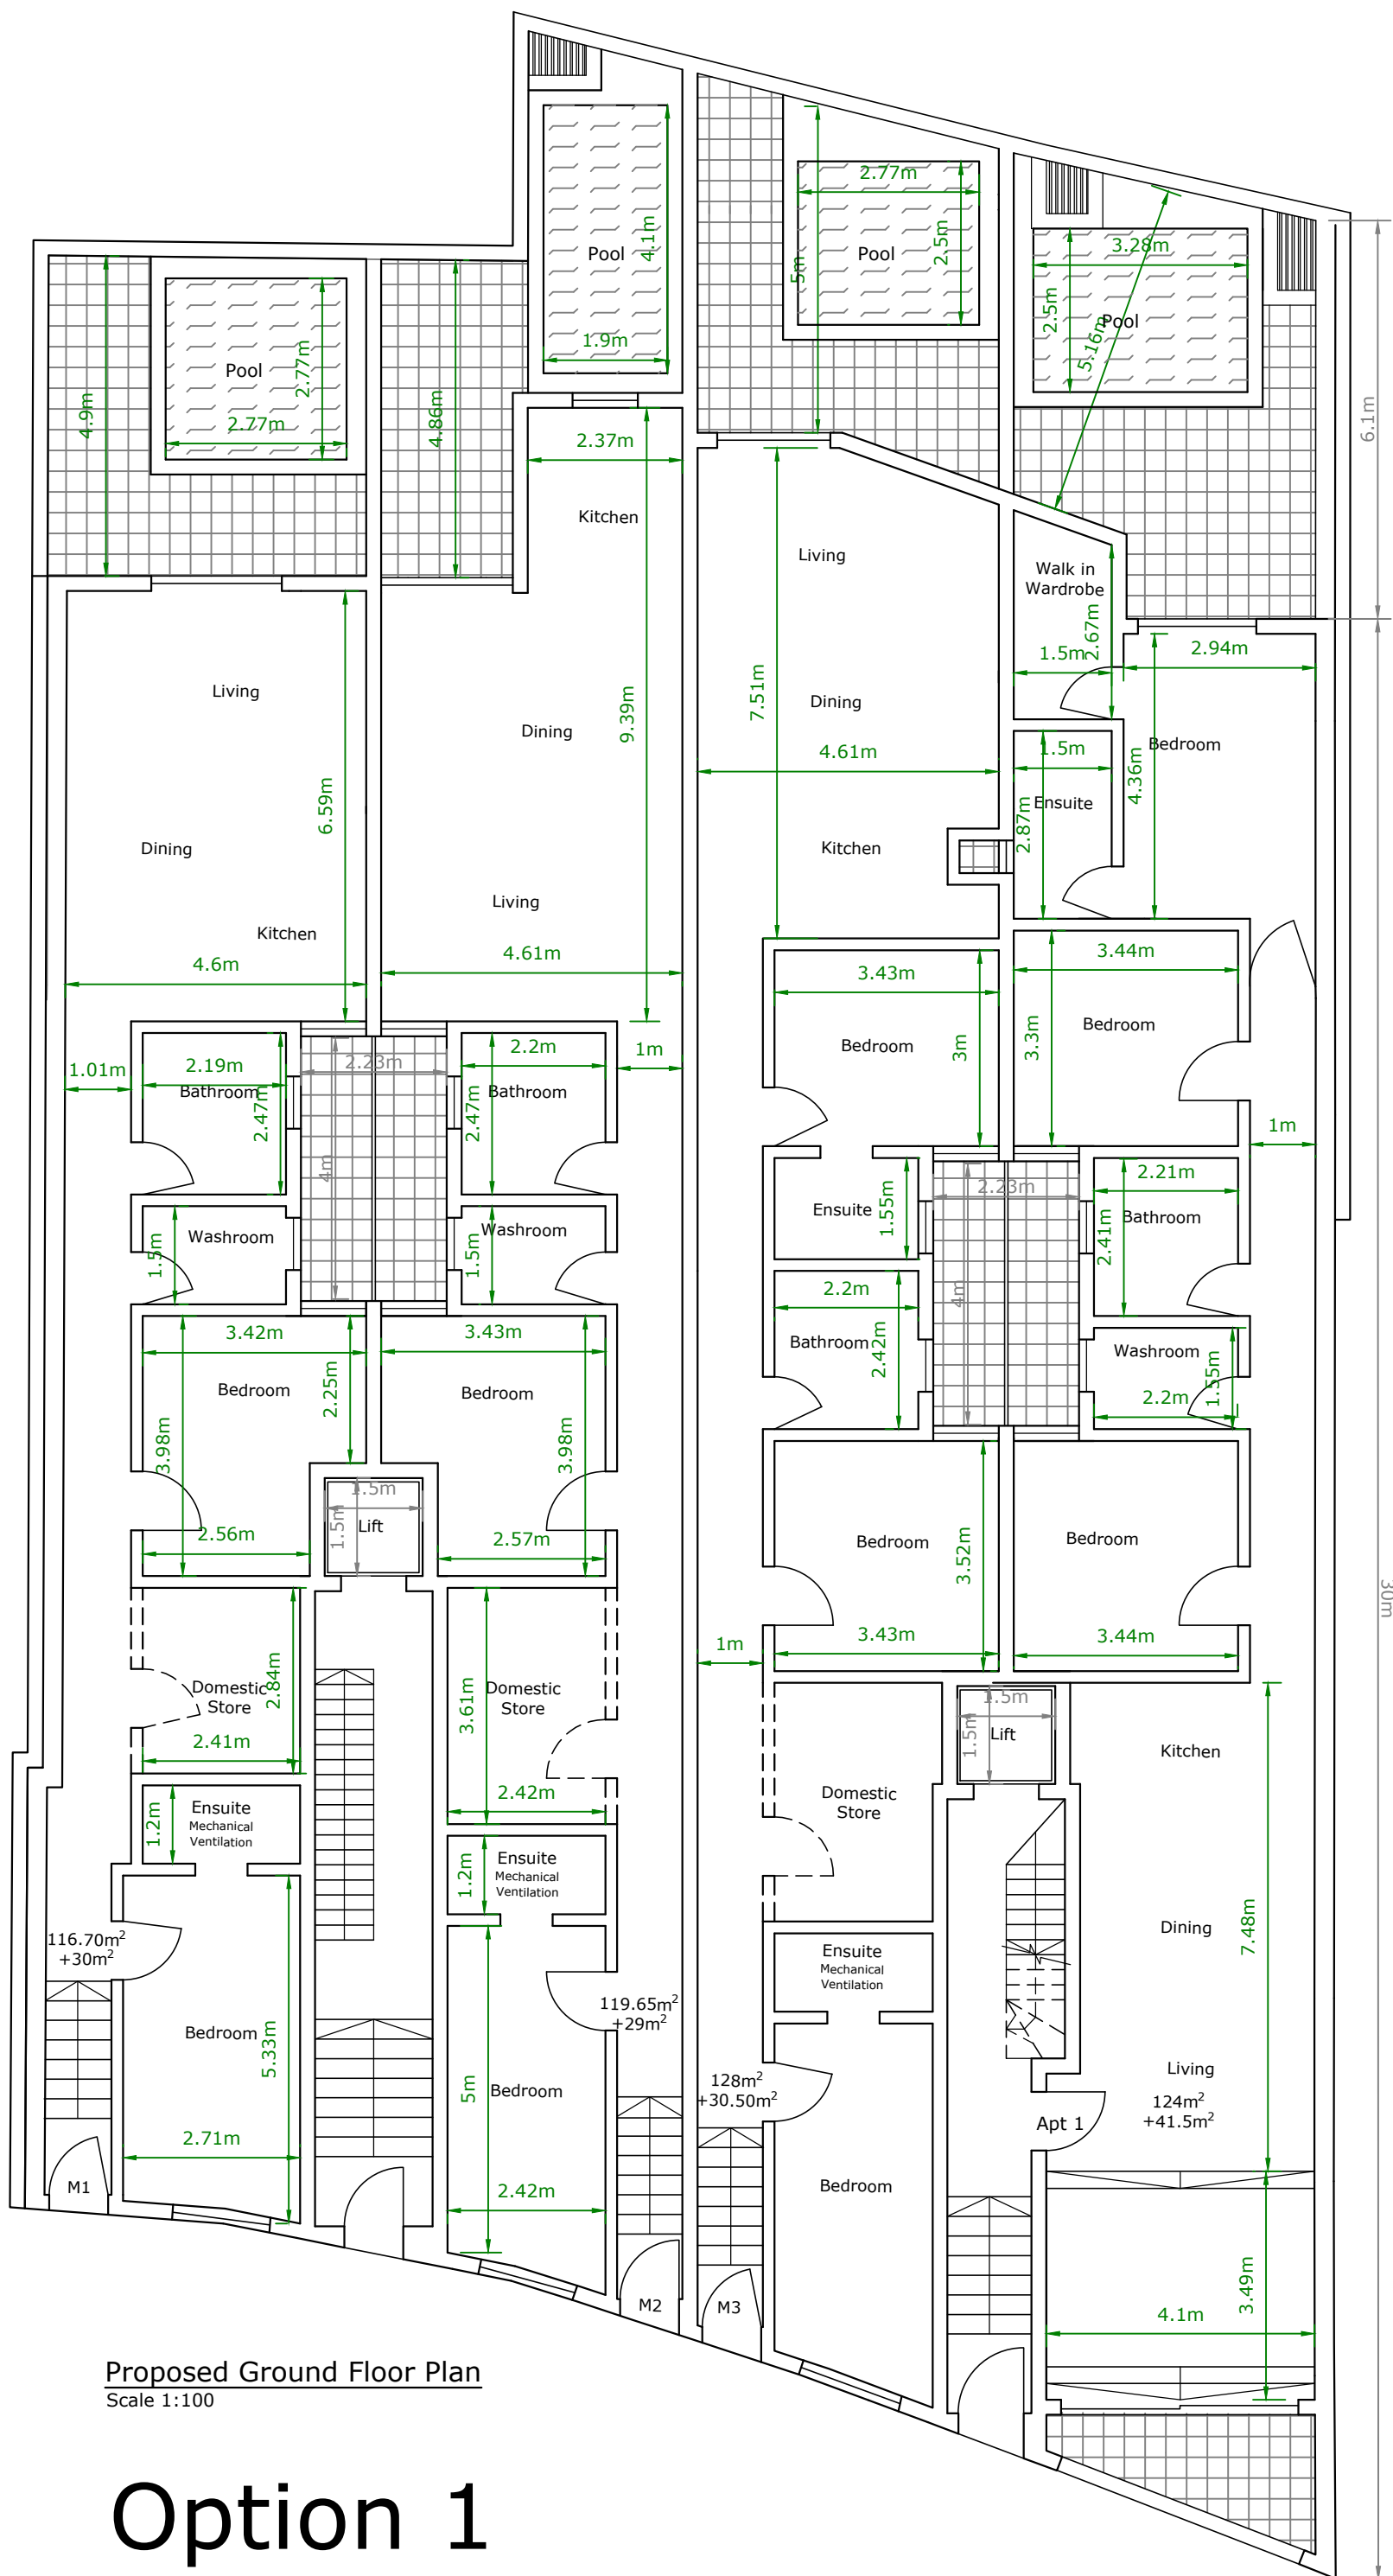 Pool
4.1m
1.9m
2.77m
5m
Pool
2.5m
3.28m
2.5m
Pool
5.16m
6.1m
4.9m
Pool
2.77m
2.77m
4.86m
2.37m
Kitchen
Living
Walk in
Wardrobe
2.67m
1.5m
2.94m
Living
Dining
9.39m
7.51m
Dining
4.61m
1.5m
Bedroom
4.36m
Ensuite
2.87m
6.59m
Dining
Kitchen
Living
Kitchen
4.6m
4.61m
3.43m
3.44m
Bedroom
3m
3.3m
Bedroom
1.01m
2.19m
Bathroom
2.47m
2.23m
4m
2.2m
2.47m
Bathroom
1m
1m
Washroom
1.5m
Washroom
1.5m
Ensuite
1.55m
2.23m
4m
2.21m
2.41m
Bathroom
3.42m
Bedroom
2.25m
3.98m
2.56m
3.43m
Bedroom
3.98m
2.57m
2.2m
Bathroom
2.42m
Washroom
1.55m
2.2m
1.5m
1.5m
Lift
Bedroom
3.52m
3.43m
Bedroom
3.44m
30m
1m
Domestic
Store
2.84m
2.41m
3.61m
Domestic
Store
2.42m
1.5m
1.5m
Lift
Kitchen
Domestic
Store
Ensuite
Mechanical
Ventilation
1.2m
Ensuite
Mechanical
Ventilation
1.2m
Dining
7.48m
116.70m²
+30m²
Ensuite
Mechanical
Ventilation
119.65m²
+29m²
Bedroom
5.33m
Living
128m²
+30.50m²
5m
Bedroom
124m²
+41.5m²
Apt 1
2.71m
M1
2.42m
Bedroom
M2
M3
3.49m
4.1m
Proposed Ground Floor Plan
Scale 1:100
Option 1